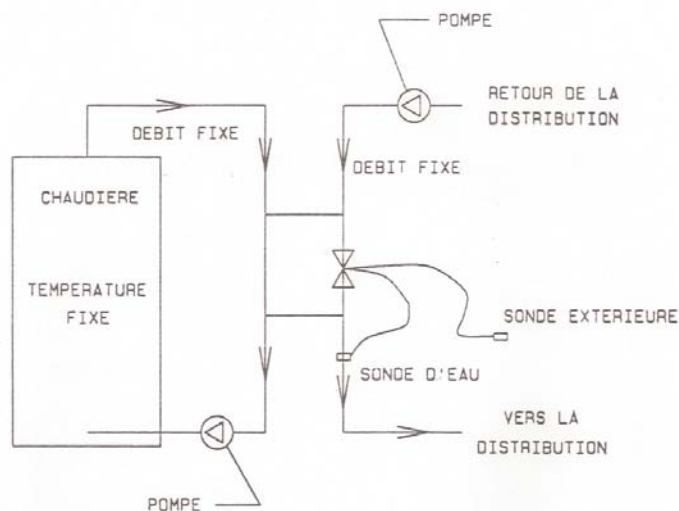 POMPE
RETOUR DE LA
DISTRIBUTION
DEBIT FIXE
DEBIT FIXE
CHAUDIERE
TEMPERATURE
FIXE
SONDE EXTERIEURE
SONDE D'EAU
VERS LA
DISTRIBUTION
POMPE